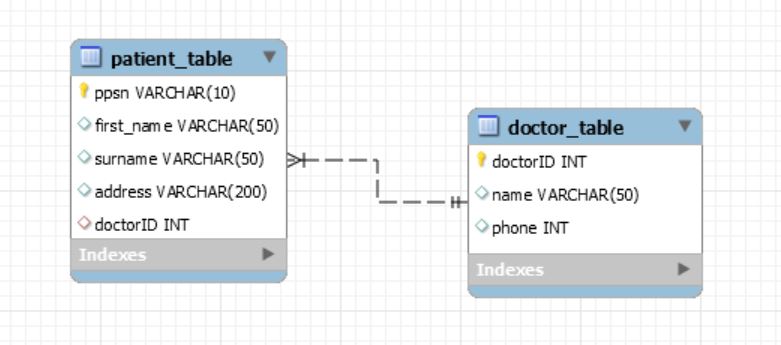 patient_table
ppsn VARCHAR(10)
first_name VARCHAR(50)
surname VARCHAR(50)
address VARCHAR(200)
doctorID INT
Indexes
doctor_table
doctorID INT
name VARCHAR(50)
phone INT
Indexes